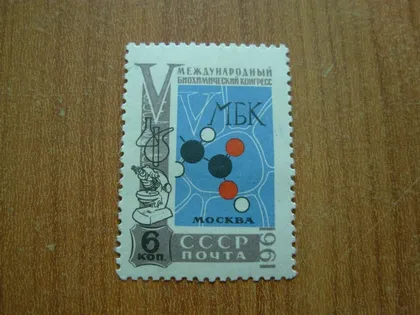 V МЕЖДУНАРОДНЫЙ
БИОХИМИЧЕСКИЙ КОНГРЕСС
V МБК
МОСКВА
6 КОП.
СССР
ПОЧТА
1961